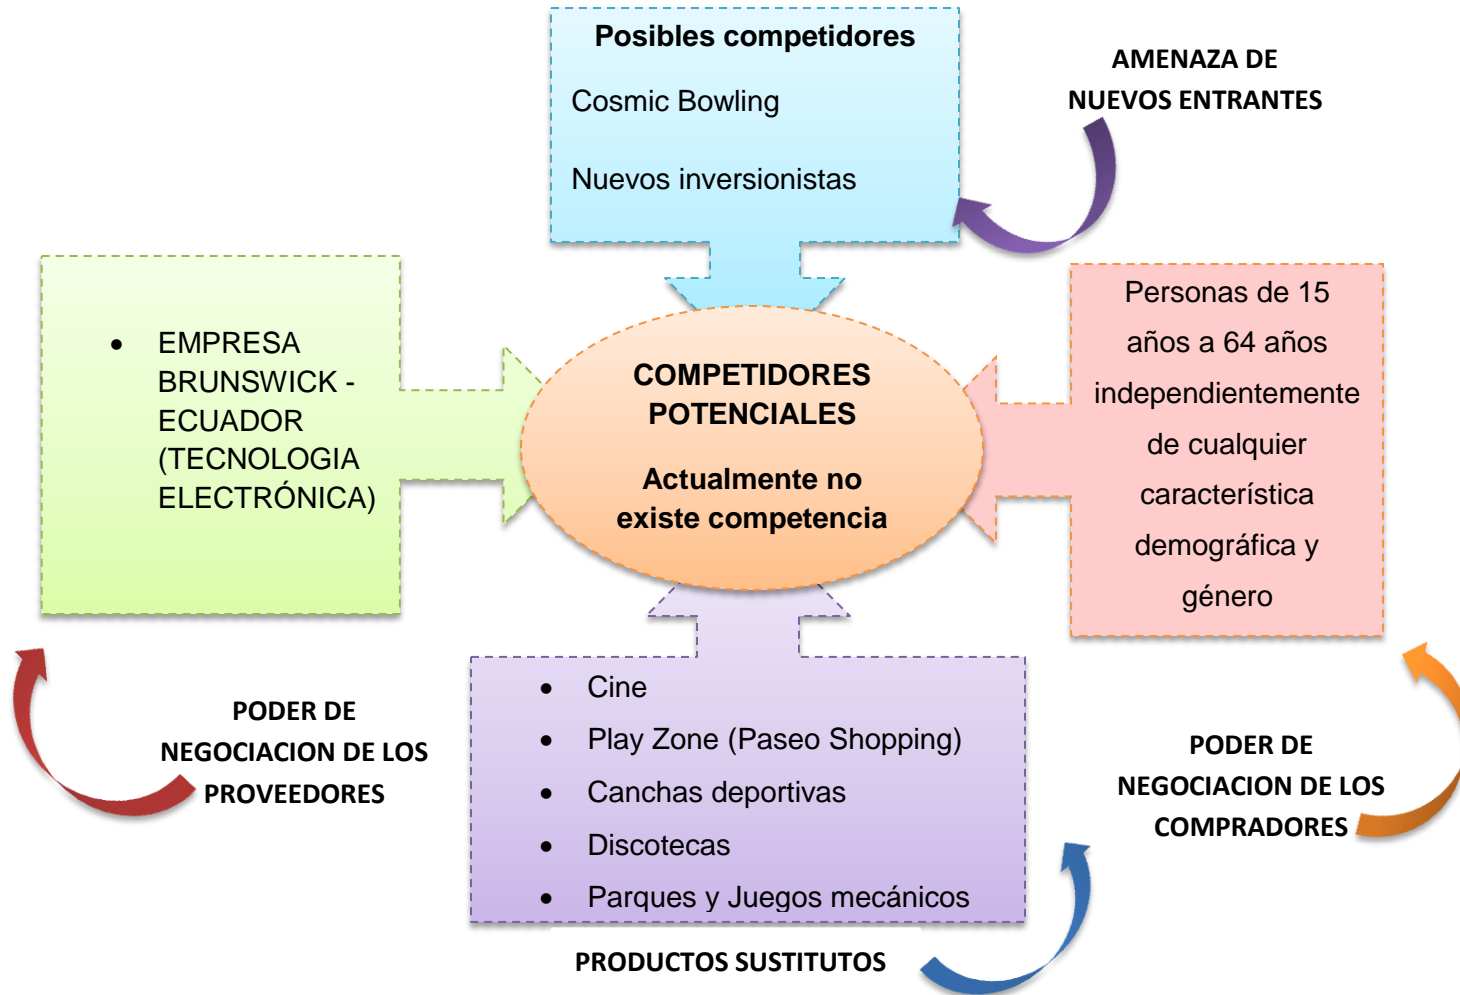 Posibles competidores
Cosmic Bowling
Nuevos inversionistas
AMENAZA DE
NUEVOS ENTRANTES
• EMPRESA
BRUNSWICK -
ECUADOR
(TECNOLOGIA
ELECTRÓNICA)
COMPETIDORES
POTENCIALES
Actualmente no
existe competencia
Personas de 15
años a 64 años
independientemente
de cualquier
característica
demográfica y
género
PODER DE
NEGOCIACION DE LOS
PROVEEDORES
• Cine
• Play Zone (Paseo Shopping)
• Canchas deportivas
• Discotecas
• Parques y Juegos mecánicos
PODER DE
NEGOCIACION DE LOS
COMPRADORES
PRODUCTOS SUSTITUTOS